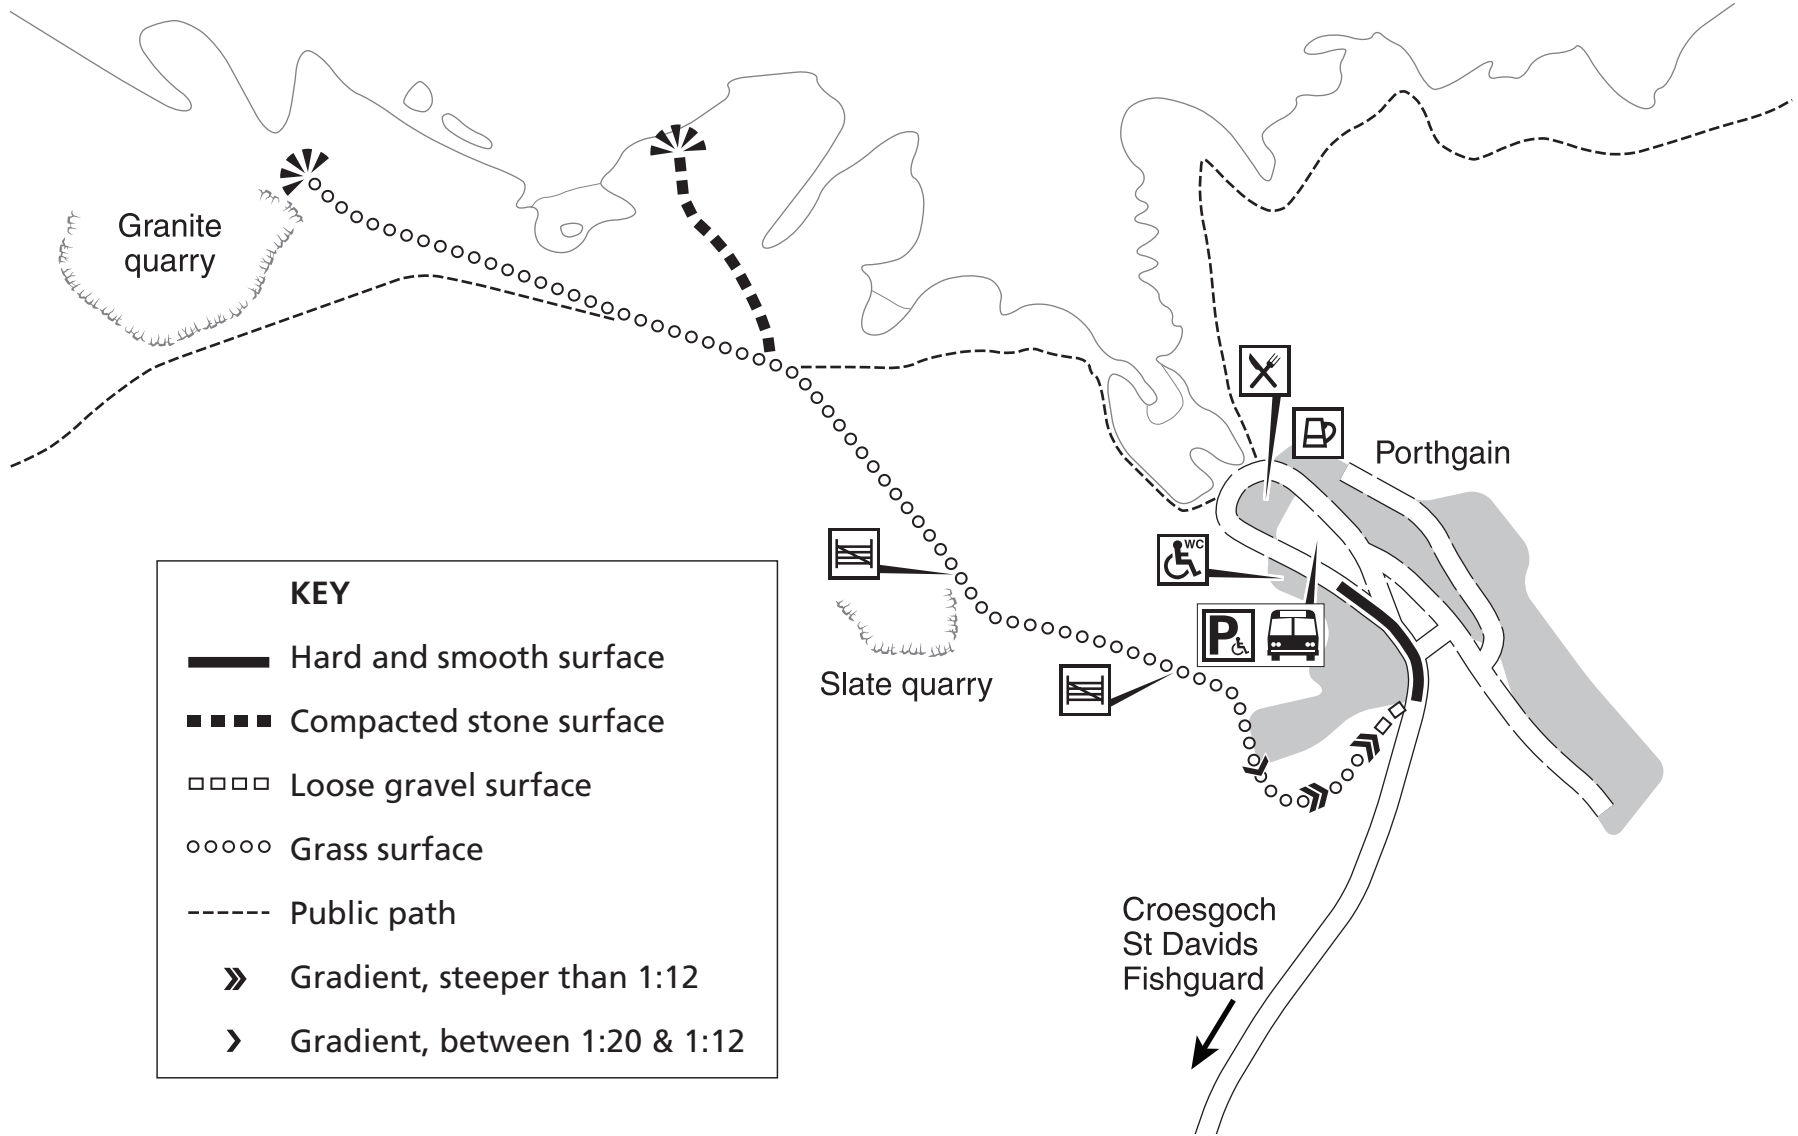 Granite
quarry
Porthgain
WC
P
Slate quarry
KEY
Hard and smooth surface
Compacted stone surface
Loose gravel surface
Grass surface
Public path
Gradient, steeper than 1:12
Gradient, between 1:20 & 1:12
Croesgoch
St Davids
Fishguard